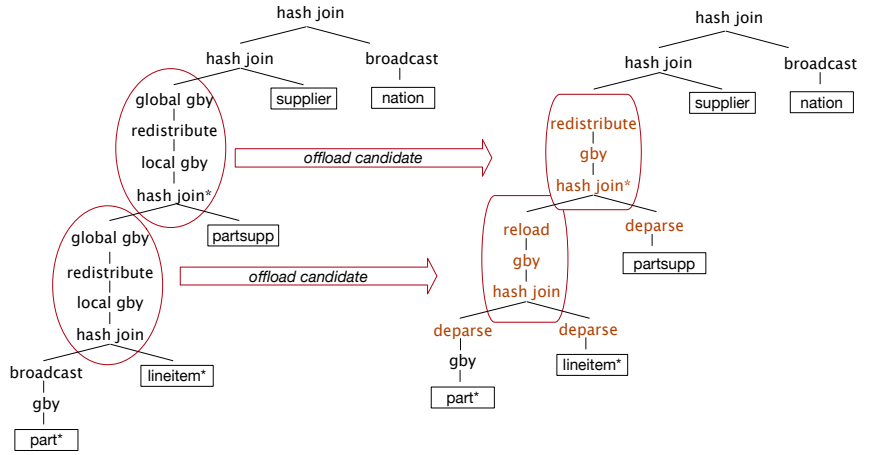 hash join
hash join
broadcast
global gby
supplier
nation
redistribute
local gby
hash join*
global gby
partsupp
redistribute
local gby
hash join
broadcast
lineitem*
gby
part*
offload candidate
offload candidate
hash join
hash join
broadcast
supplier
nation
redistribute
gby
hash join*
reload
deparse
gby
partsupp
hash join
deparse
deparse
gby
lineitem*
part*